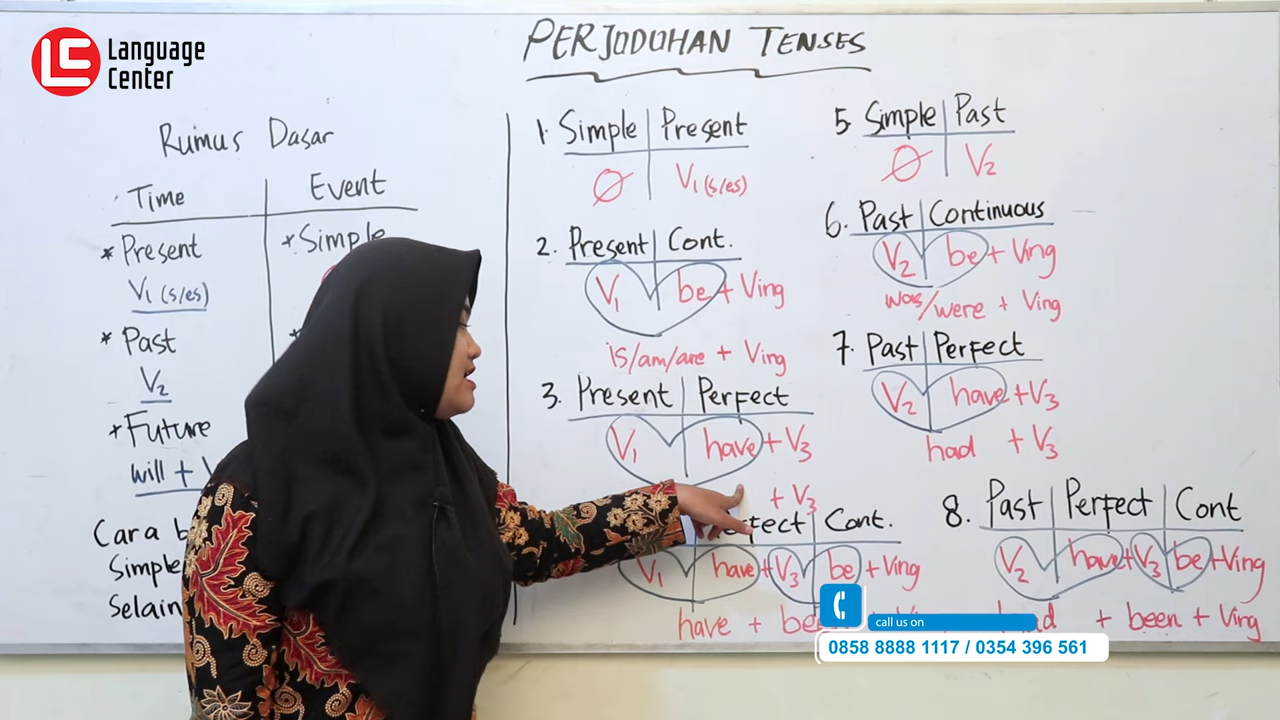 Language
Center
PERJODOHAN TENSES
Rumus Dasar
Time | Event
* Present
V1 (s/es)
* Past
V2
* Future
will +
* Simple
Cara
Simple
Selain
1. Simple | Present
Ø | V1 (s/es)
2. Present | Cont.
V1 | be + Ving
is/am/are + Ving
3. Present | Perfect
V1 | have + V3
+ V3
Cont.
V1 | have + V3 | be + Ving
have +
5. Simple | Past
Ø | V2
6. Past | Continuous
V2 | be + Ving
was/were + Ving
7. Past | Perfect
V2 | have + V3
had + V3
8. Past | Perfect | Cont
V2 | have + V3 | be + Ving
+ been + Ving
call us on
0858 8888 1117 / 0354 396 561